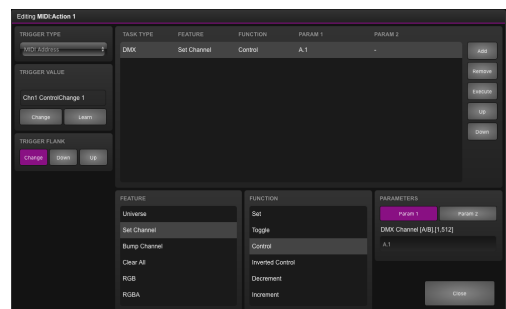 Editing MIDI:Action 1
TRIGGER TYPE
MIDI Address
TRIGGER VALUE
Chn1 ControlChange 1
Change Learn
TRIGGER FLANK
Change Down Up
TASK TYPE FEATURE FUNCTION PARAM 1 PARAM 2
DMX Set Channel Control A.1 -
Add
Remove
Execute
Up
Down
FEATURE
Universe
Set Channel
Bump Channel
Clear All
RGB
RGBA
FUNCTION
Set
Toggle
Control
Inverted Control
Decrement
Increment
PARAMETERS
Param 1 Param 2
DMX Channel [A/B].[1,512]
A.1
Close